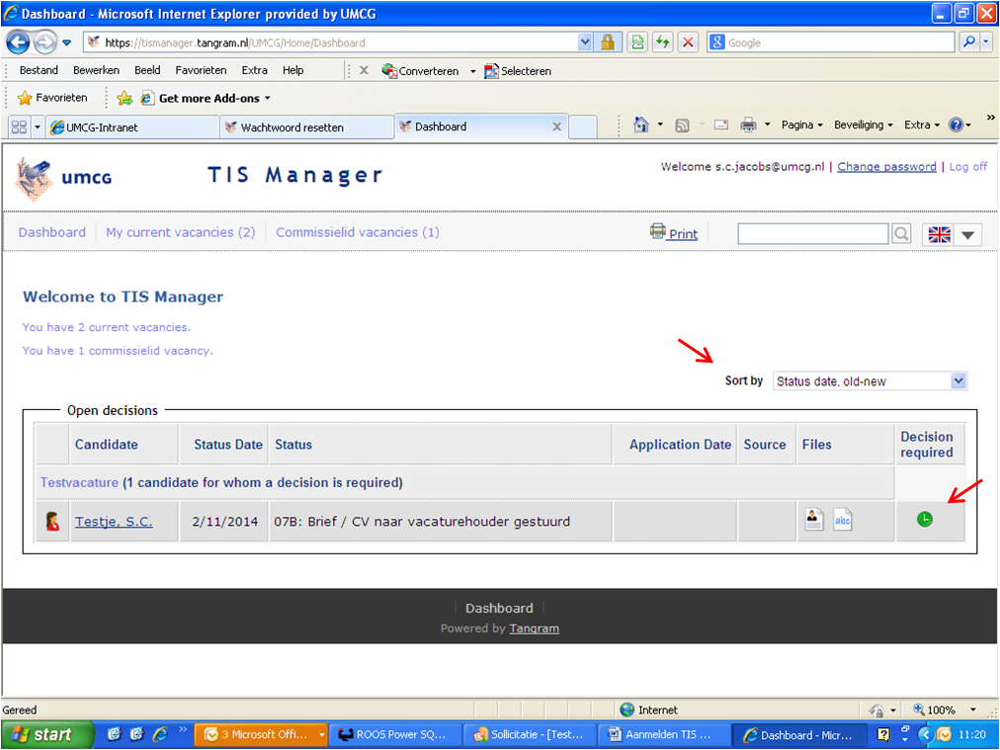 Dashboard - Microsoft Internet Explorer provided by UMCG
https://tismanager.tangram.nl/UMCG/Home/Dashboard
Google
Bestand Bewerken Beeld Favorieten Extra Help
x Converteren Selecteren
Favorieten Get more Add-ons
UMCG-Intranet Wachtwoord resetten Dashboard x
Pagina Beveiliging Extra »
umcg TIS Manager
Welcome s.c.jacobs@umcg.nl | Change password | Log off
Dashboard My current vacancies (2) Commissielid vacancies (1) Print
Welcome to TIS Manager
You have 2 current vacancies.
You have 1 commissielid vacancy.
Sort by Status date, old-new
Open decisions
Candidate Status Date Status Application Date Source Files Decision required
Testvacature (1 candidate for whom a decision is required)
Testje, S.C. 2/11/2014 07B: Brief / CV naar vacaturehouder gestuurd abc
Dashboard
Powered by Tangram
Gereed Internet 100%
start » 3 Microsoft Offi... ROOS Power SQ... Sollicitatie - [Test... Aanmelden TIS ... Dashboard - Micr... 11:20